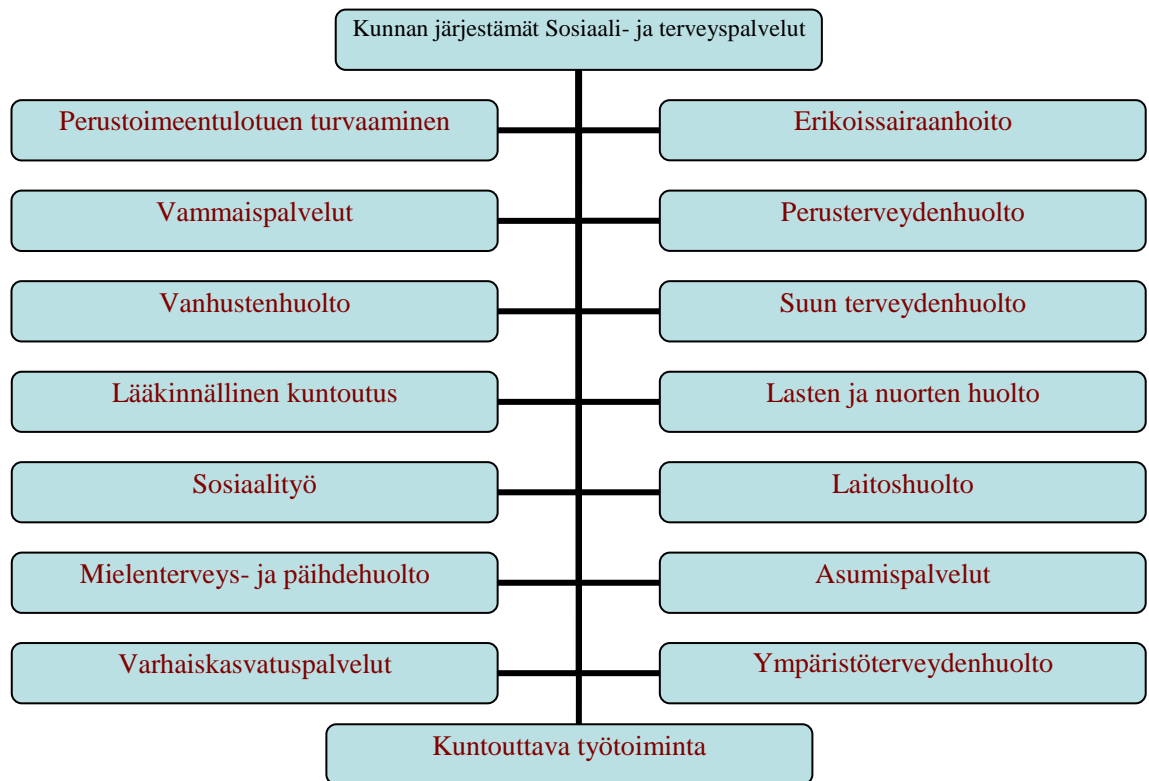 Kunnan järjestämät Sosiaali- ja terveyspalvelut
Perustoimeentulotuen turvaaminen
Erikoissairaanhoito
Vammaispalvelut
Perusterveydenhuolto
Vanhustenhuolto
Suun terveydenhuolto
Lääkinnällinen kuntoutus
Lasten ja nuorten huolto
Sosiaalityö
Laitoshuolto
Mielenterveys- ja päihdehuolto
Asumispalvelut
Varhaiskasvatuspalvelut
Ympäristöterveydenhuolto
Kuntouttava työtoiminta